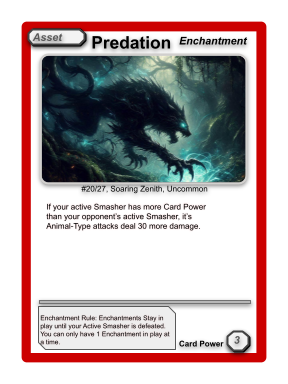 Asset
Predation Enchantment
#20/27, Soaring Zenith, Uncommon
If your active Smasher has more Card Power
than your opponent's active Smasher, it's
Animal-Type attacks deal 30 more damage.
Enchantment Rule: Enchantments Stay in
play until your Active Smasher is defeated.
You can only have 1 Enchantment in play at
a time.
Card Power 3